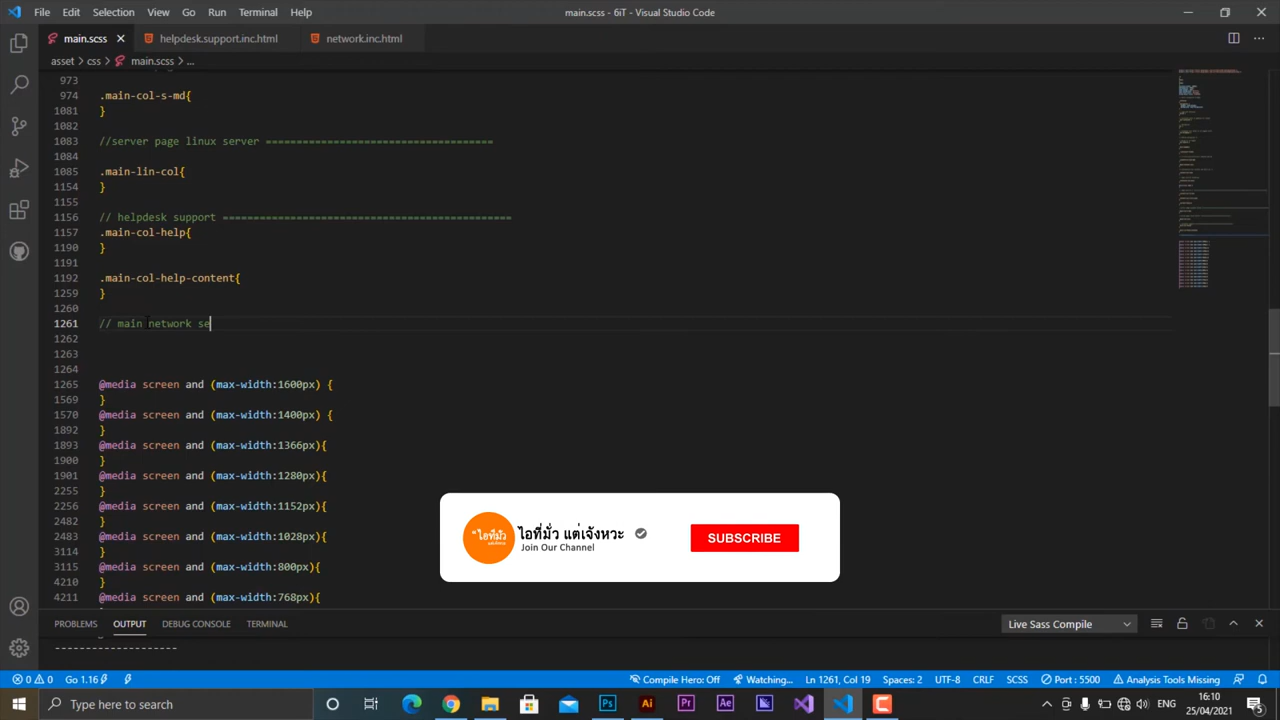 File Edit Selection View Go Run Terminal Help main.scss - 6iT - Visual Studio Code
main.scss helpdesk.support.inc.html network.inc.html
asset > css > main.scss > ...
973
974 .main-col-s-md{
1081 }
1082
1083 //server page linux server =====================================
1084
1085 .main-lin-col{
1154 }
1155
1156 // helpdesk support ===============================================
1157 .main-col-help{
1190 }
1191
1192 .main-col-help-content{
1259 }
1260
1261 // main network se
1262
1263
1264
1265 @media screen and (max-width:1600px) {
1569 }
1570 @media screen and (max-width:1400px) {
1892 }
1893 @media screen and (max-width:1366px){
1900 }
1901 @media screen and (max-width:1280px){
2255 }
2256 @media screen and (max-width:1152px){
2482 }
2483 @media screen and (max-width:1028px){
3114 }
3115 @media screen and (max-width:800px){
4210 }
4211 @media screen and (max-width:768px){
"ไอทีมั่ว
ไอที่มั่ว แต่เจ้งหวะ
Join Our Channel
SUBSCRIBE
PROBLEMS OUTPUT DEBUG CONSOLE TERMINAL Live Sass Compile
--------------------
0 0 Go 1.16 Compile Hero: Off Watching... Ln 1261, Col 19 Spaces: 2 UTF-8 CRLF SCSS Port : 5500 Analysis Tools Missing
Type here to search Ps Ai Pr Ae ENG 16:10
25/04/2021